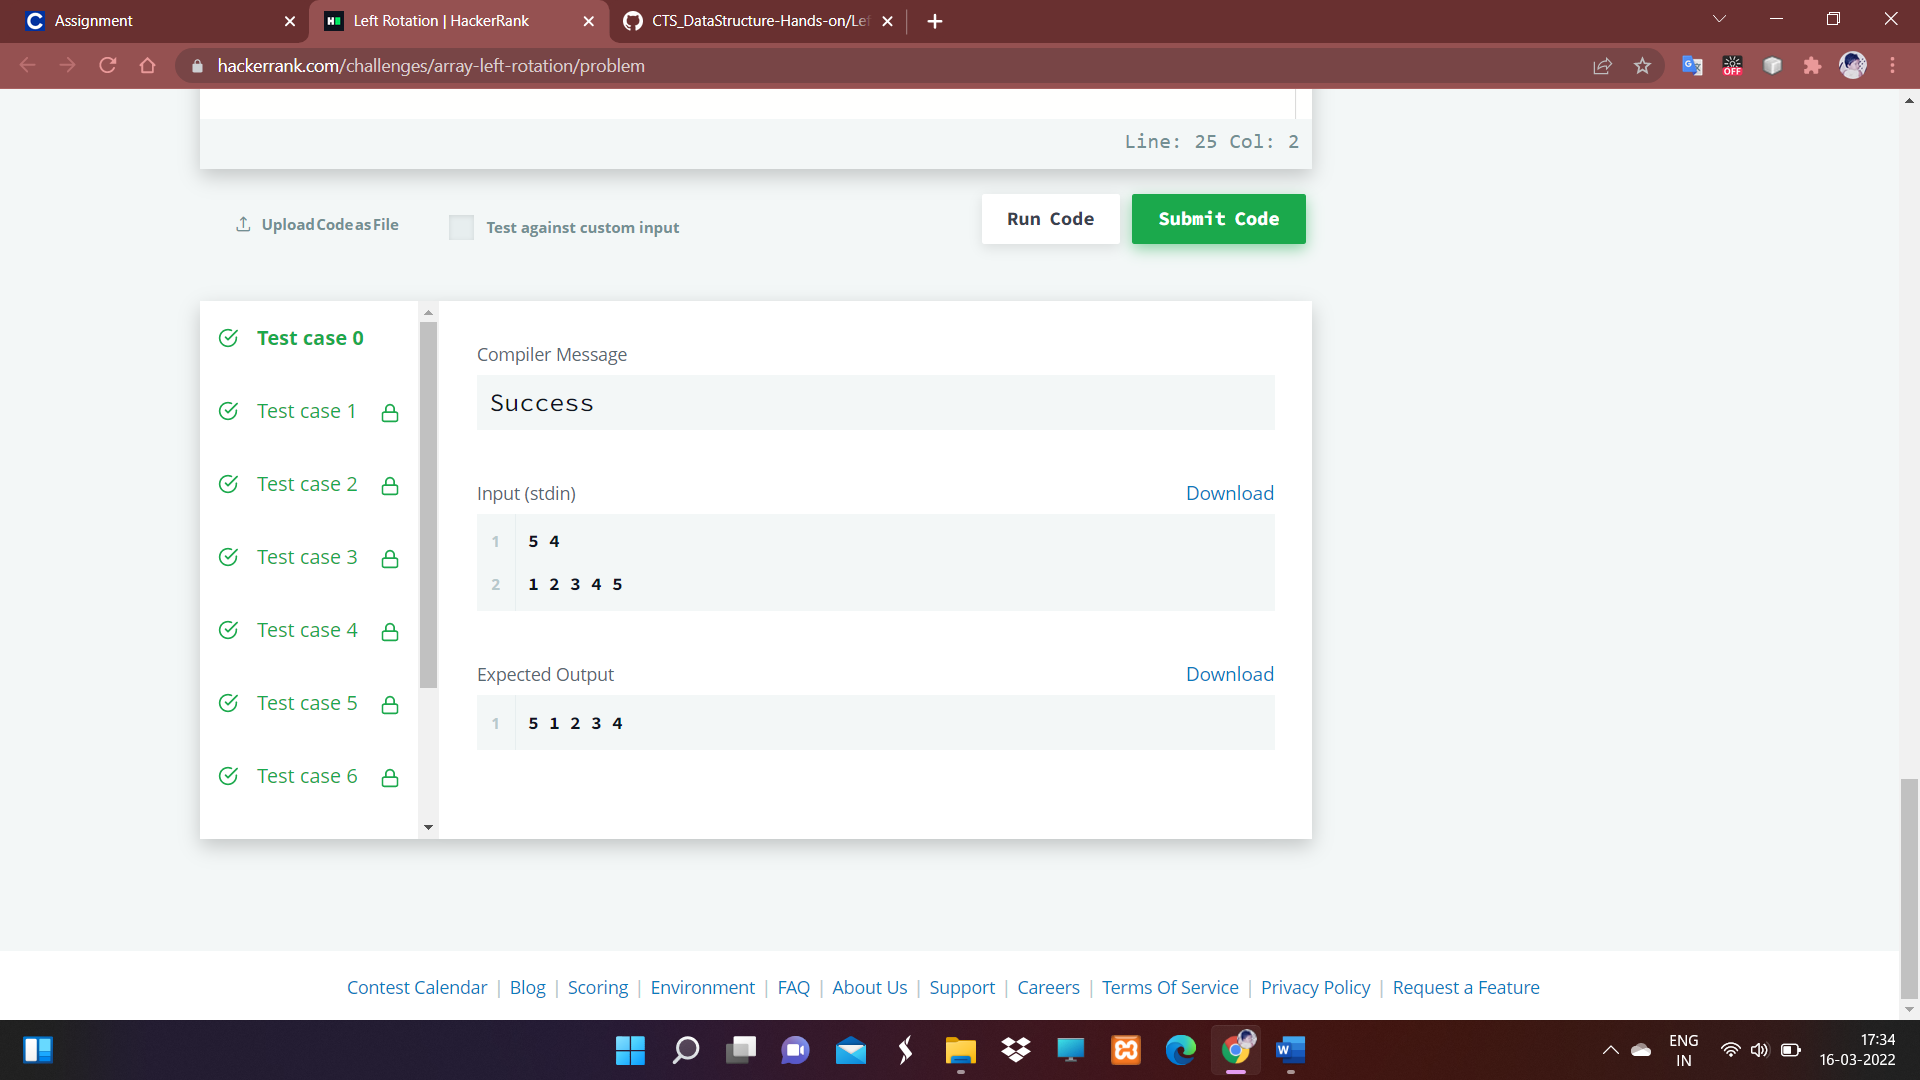 Assignment
Left Rotation | HackerRank
CTS_DataStructure-Hands-on/Le
hackerrank.com/challenges/array-left-rotation/problem
OFF
Line: 25 Col: 2
Upload Code as File
Test against custom input
Run Code
Submit Code
Test case 0
Test case 1
Test case 2
Test case 3
Test case 4
Test case 5
Test case 6
Compiler Message
Success
Input (stdin)
Download
1 5 4
2 1 2 3 4 5
Expected Output
Download
1 5 1 2 3 4
Contest Calendar | Blog | Scoring | Environment | FAQ | About Us | Support | Careers | Terms Of Service | Privacy Policy | Request a Feature
ENG
IN
17:34
16-03-2022